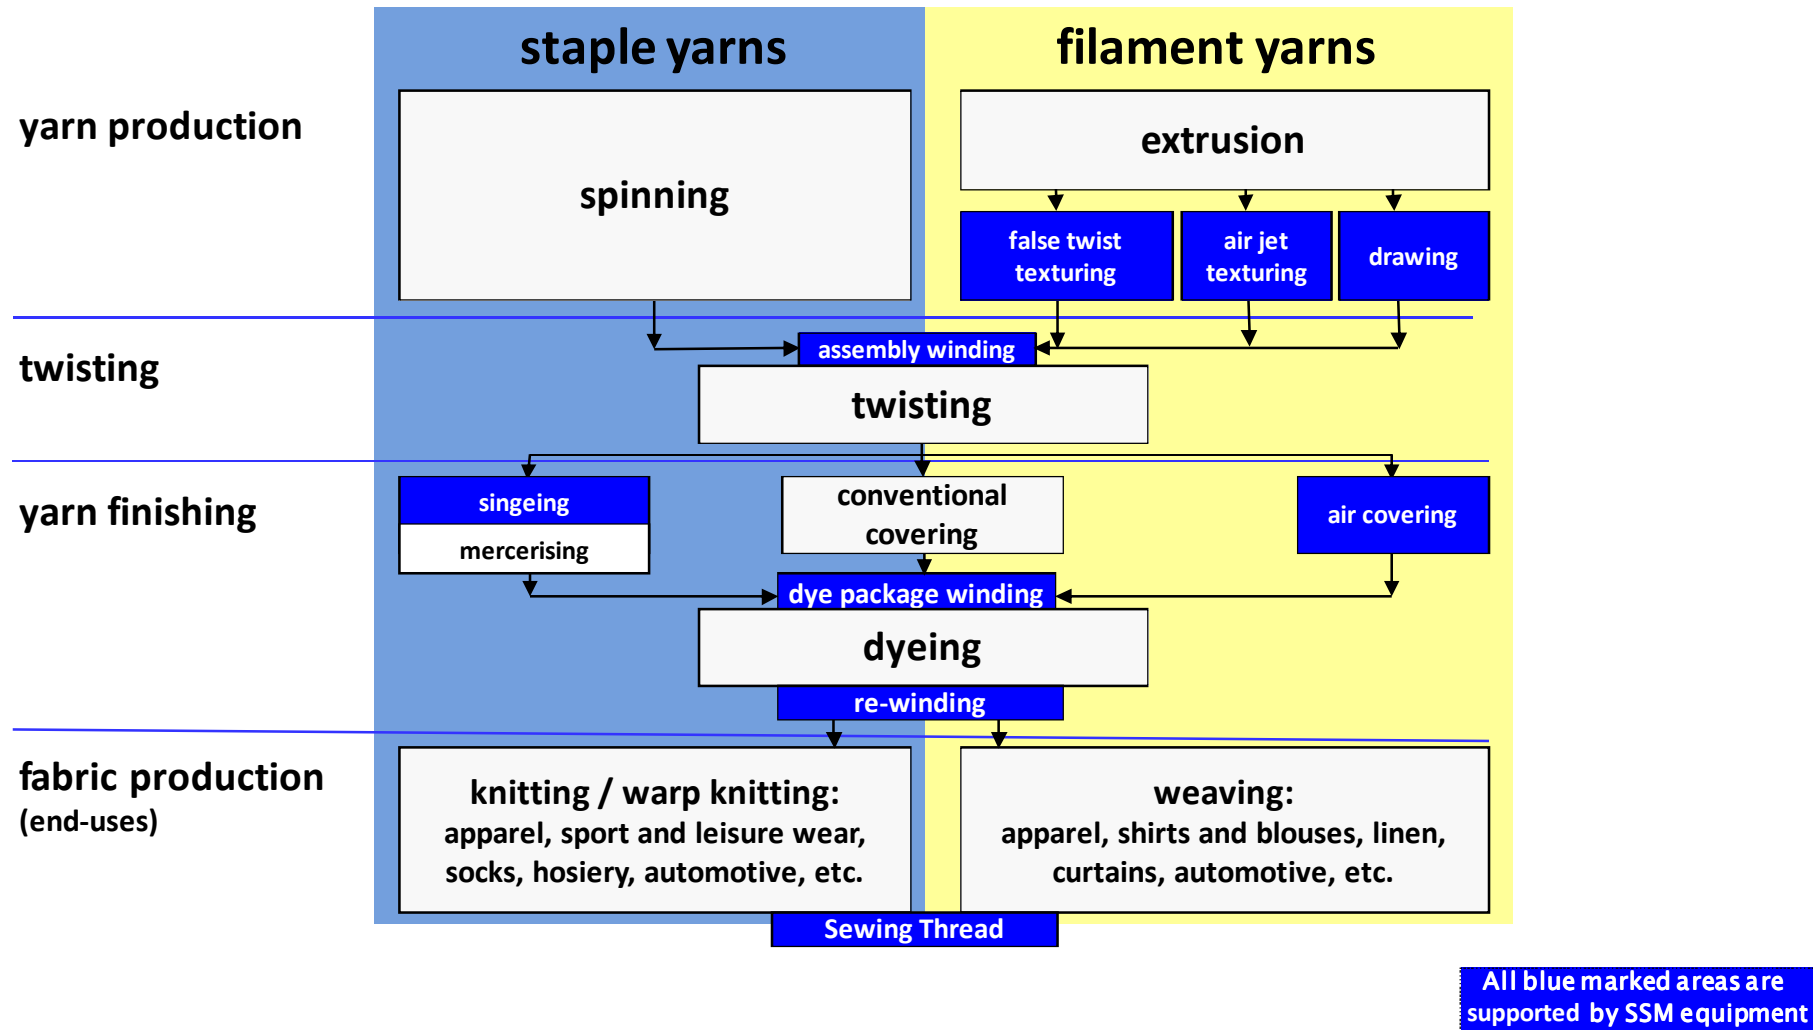 staple yarns
filament yarns
yarn production
spinning
extrusion
false twist
texturing
air jet
texturing
drawing
twisting
assembly winding
twisting
yarn finishing
singeing
mercerising
conventional
covering
air covering
dye package winding
dyeing
re-winding
fabric production
(end-uses)
knitting / warp knitting:
apparel, sport and leisure wear,
socks, hosiery, automotive, etc.
weaving:
apparel, shirts and blouses, linen,
curtains, automotive, etc.
Sewing Thread
All blue marked areas are
supported by SSM equipment